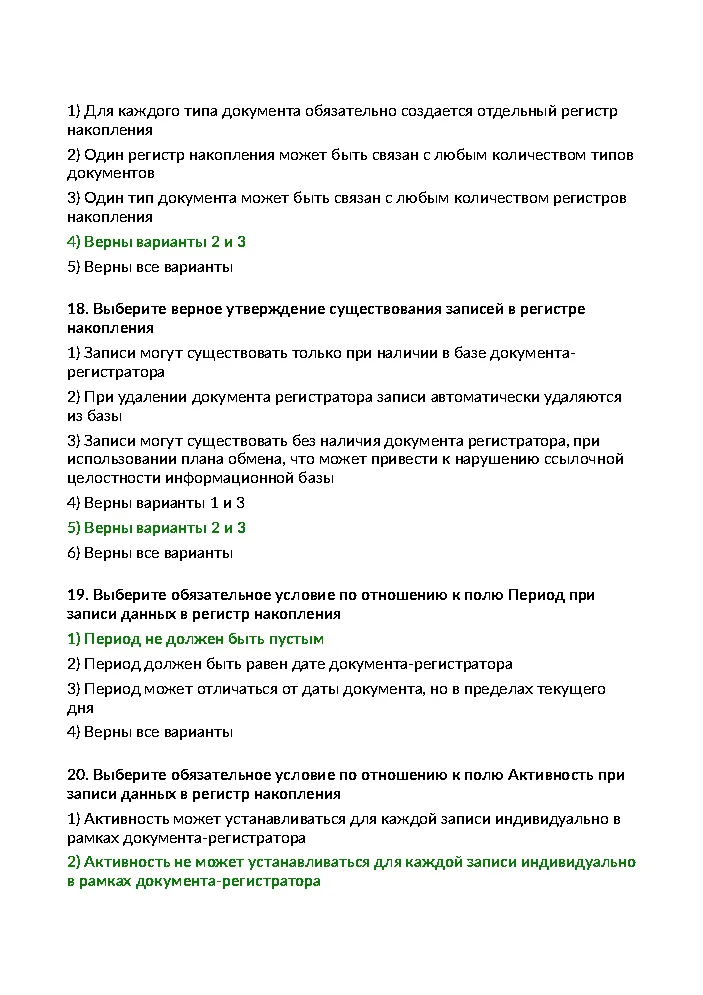 1) Для каждого типа документа обязательно создается отдельный регистр
накопления
2) Один регистр накопления может быть связан с любым количеством типов
документов
3) Один тип документа может быть связан с любым количеством регистров
накопления
4) Верны варианты 2 и 3
5) Верны все варианты
18. Выберите верное утверждение существования записей в регистре
накопления
1) Записи могут существовать только при наличии в базе документа-
регистратора
2) При удалении документа регистратора записи автоматически удаляются
из базы
3) Записи могут существовать без наличия документа регистратора, при
использовании плана обмена, что может привести к нарушению ссылочной
целостности информационной базы
4) Верны варианты 1 и 3
5) Верны варианты 2 и 3
6) Верны все варианты
19. Выберите обязательное условие по отношению к полю Период при
записи данных в регистр накопления
1) Период не должен быть пустым
2) Период должен быть равен дате документа-регистратора
3) Период может отличаться от даты документа, но в пределах текущего
дня
4) Верны все варианты
20. Выберите обязательное условие по отношению к полю Активность при
записи данных в регистр накопления
1) Активность может устанавливаться для каждой записи индивидуально в
рамках документа-регистратора
2) Активность не может устанавливаться для каждой записи индивидуально
в рамках документа-регистратора